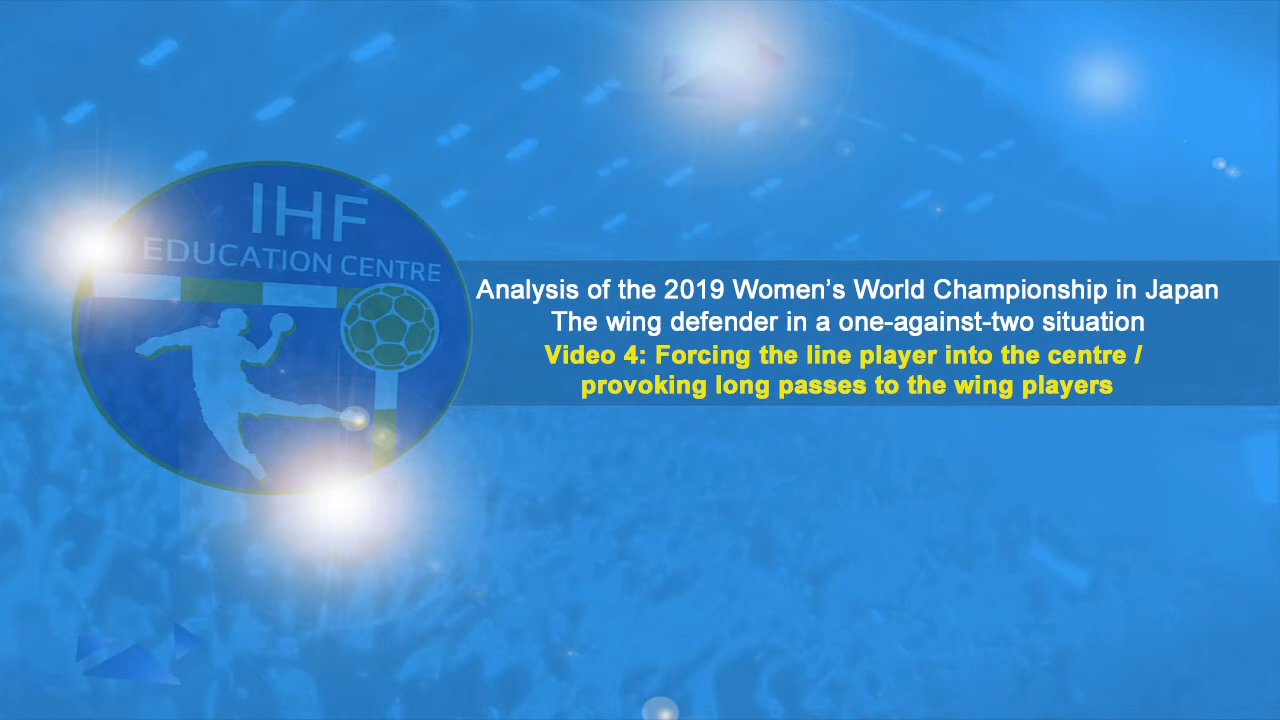 IHF
EDUCATION CENTRE
Analysis of the 2019 Women’s World Championship in Japan
The wing defender in a one-against-two situation
Video 4: Forcing the line player into the centre /
provoking long passes to the wing players